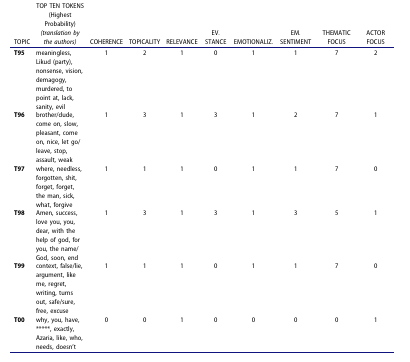 TOP TEN TOKENS
(Highest
Probability)
(translation by
the authors)
EV.
EM.
THEMATIC
ACTOR
TOPIC
COHERENCE
TOPICALITY
RELEVANCE
STANCE
EMOTIONALIZ.
SENTIMENT
FOCUS
FOCUS
T95 meaningless, 1 2 1 0 1 1 7 2
Likud (party),
nonsense, vision,
demagogy,
murdered, to
point at, lack,
sanity, evil
T96 brother/dude, 1 3 1 3 1 2 7 1
come on, slow,
pleasant, come
on, nice, let go/
leave, stop,
assault, weak
T97 where, needless, 1 1 1 0 1 1 7 0
forgotten, shit,
forget, forget,
the man, sick,
what, forgive
T98 Amen, success, 1 3 1 3 1 3 5 1
love you, you,
dear, with the
help of god, for
you, the name/
God, soon, end
T99 context, false/lie, 1 1 1 0 1 1 7 0
argument, like
me, regret,
writing, turns
out, safe/sure,
free, excuse
T00 why, you, have, 0 0 1 0 0 0 0 1
*****, exactly,
Azaria, like, who,
needs, doesn't